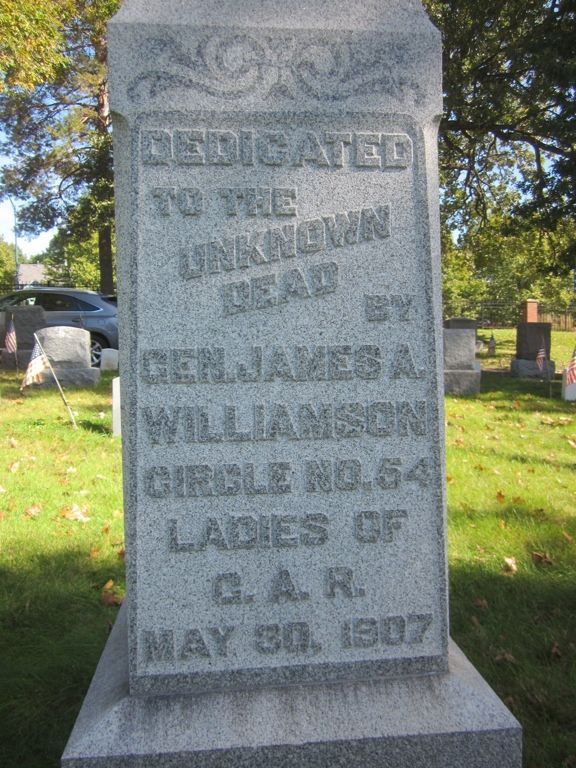 DEDICATED
TO THE
UNKNOWN
DEAD
BY
GEN. JAMES A.
WILLIAMSON
CIRCLE NO. 54
LADIES OF
G. A. R.
MAY 30, 1907